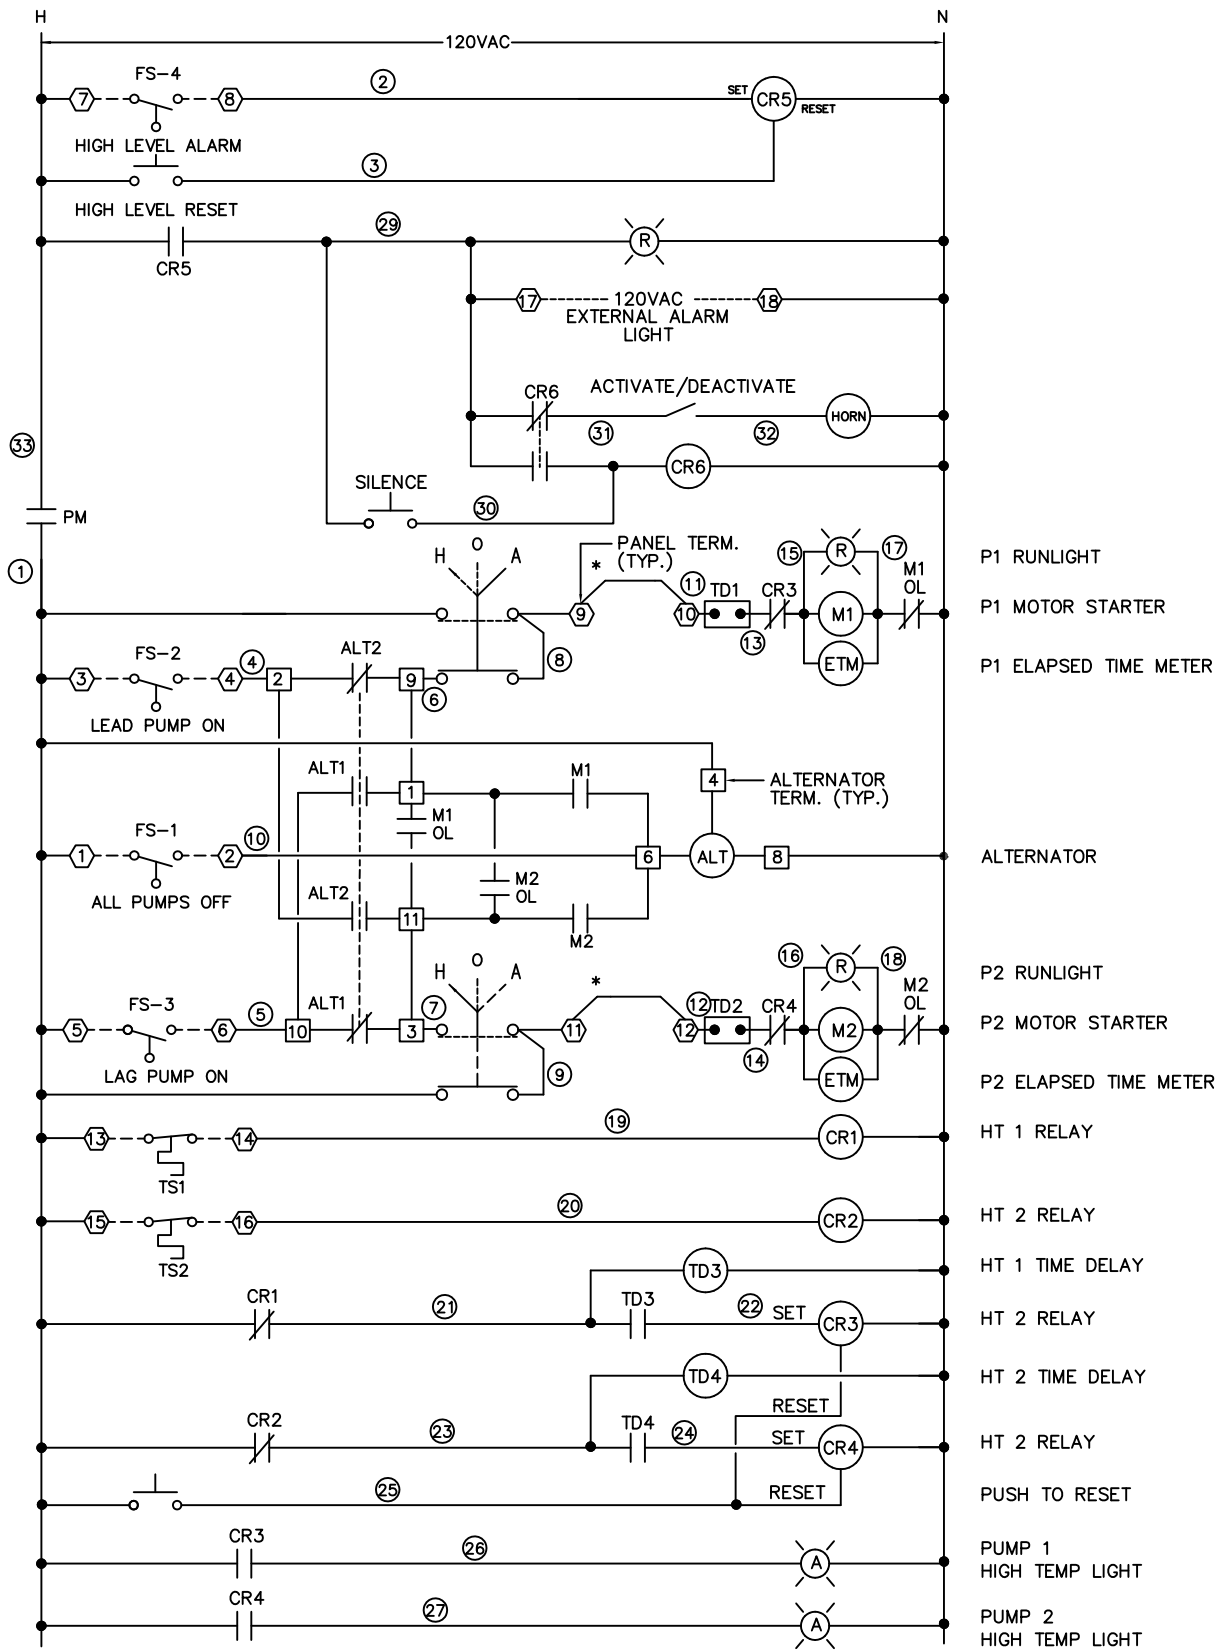 H N
120VAC
FS-4 2
7 8 SET CR5 RESET
HIGH LEVEL ALARM
3
HIGH LEVEL RESET
29
R
CR5
17 120VAC 18
EXTERNAL ALARM
LIGHT
ACTIVATE/DEACTIVATE
CR6
HORN
31 32
33
CR6
SILENCE
30
PM
H O A
PANEL TERM.
(TYP.)
*
1
15 R 17 P1 RUNLIGHT
11 TD1 CR3 M1
OL
9 10 M1 P1 MOTOR STARTER
13
ALT2
8
FS-2 4
3 4 2 9 6 ETM P1 ELAPSED TIME METER
LEAD PUMP ON
ALT1 M1 4 ALTERNATOR
TERM. (TYP.)
1
M1
OL
FS-1 10
1 2 6 ALT 8 ALTERNATOR
ALT2 M2
OL
ALL PUMPS OFF
11
M2
H O A
*
16 R 18 P2 RUNLIGHT
FS-3 5 ALT1 7 12 TD2 CR4 M2
OL
5 6 10 3 11 12 M2 P2 MOTOR STARTER
14
LAG PUMP ON 9 ETM P2 ELAPSED TIME METER
19
13 14 CR1 HT 1 RELAY
TS1
20
15 16 CR2 HT 2 RELAY
TS2
TD3 HT 1 TIME DELAY
CR1 21 TD3 22 SET CR3 HT 2 RELAY
TD4 HT 2 TIME DELAY
RESET
CR2 23 TD4 24 SET CR4 HT 2 RELAY
25 RESET PUSH TO RESET
CR3 26 A PUMP 1
HIGH TEMP LIGHT
CR4 27 A PUMP 2
HIGH TEMP LIGHT